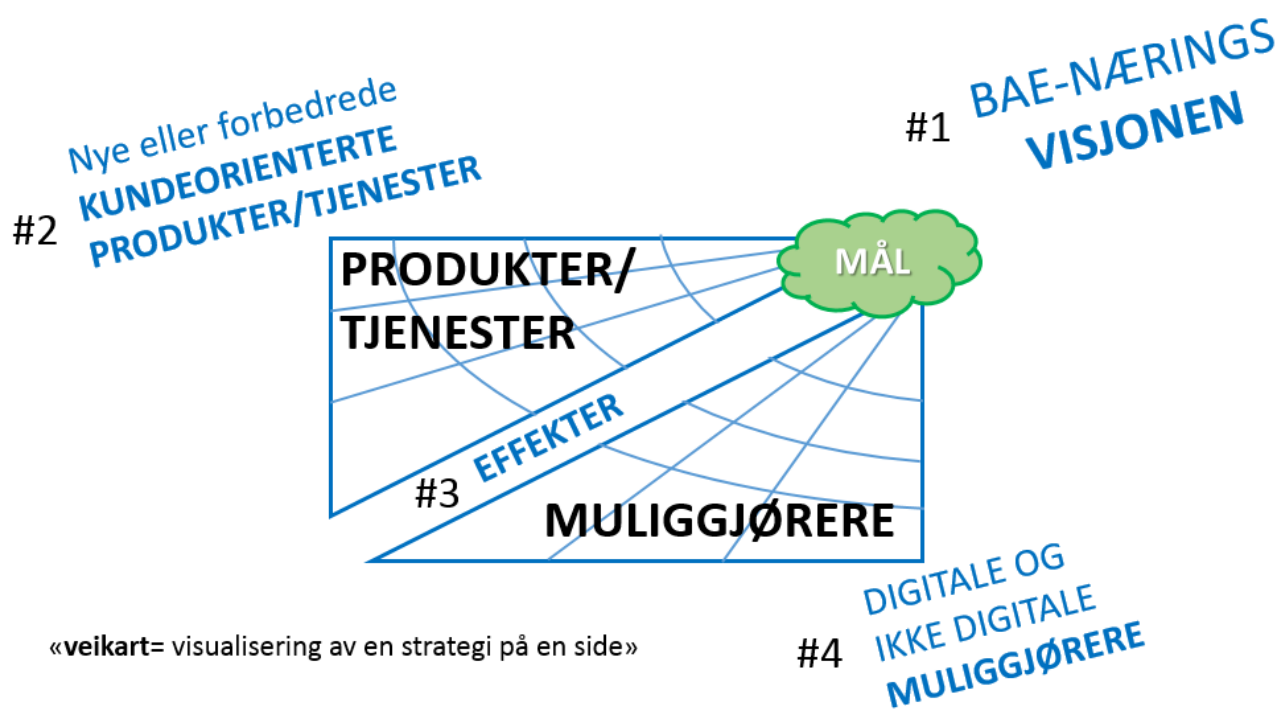 #1
BAE-NÆRINGS
VISJONEN
#2
Nye eller forbedrede
KUNDEORIENTERTE
PRODUKTER/TJENESTER
PRODUKTER/
TJENESTER
MÅL
#3
EFFEKTER
MULIGGJØRERE
#4
DIGITALE OG
IKKE DIGITALE
MULIGGJØRERE
«veikart= visualisering av en strategi på en side»